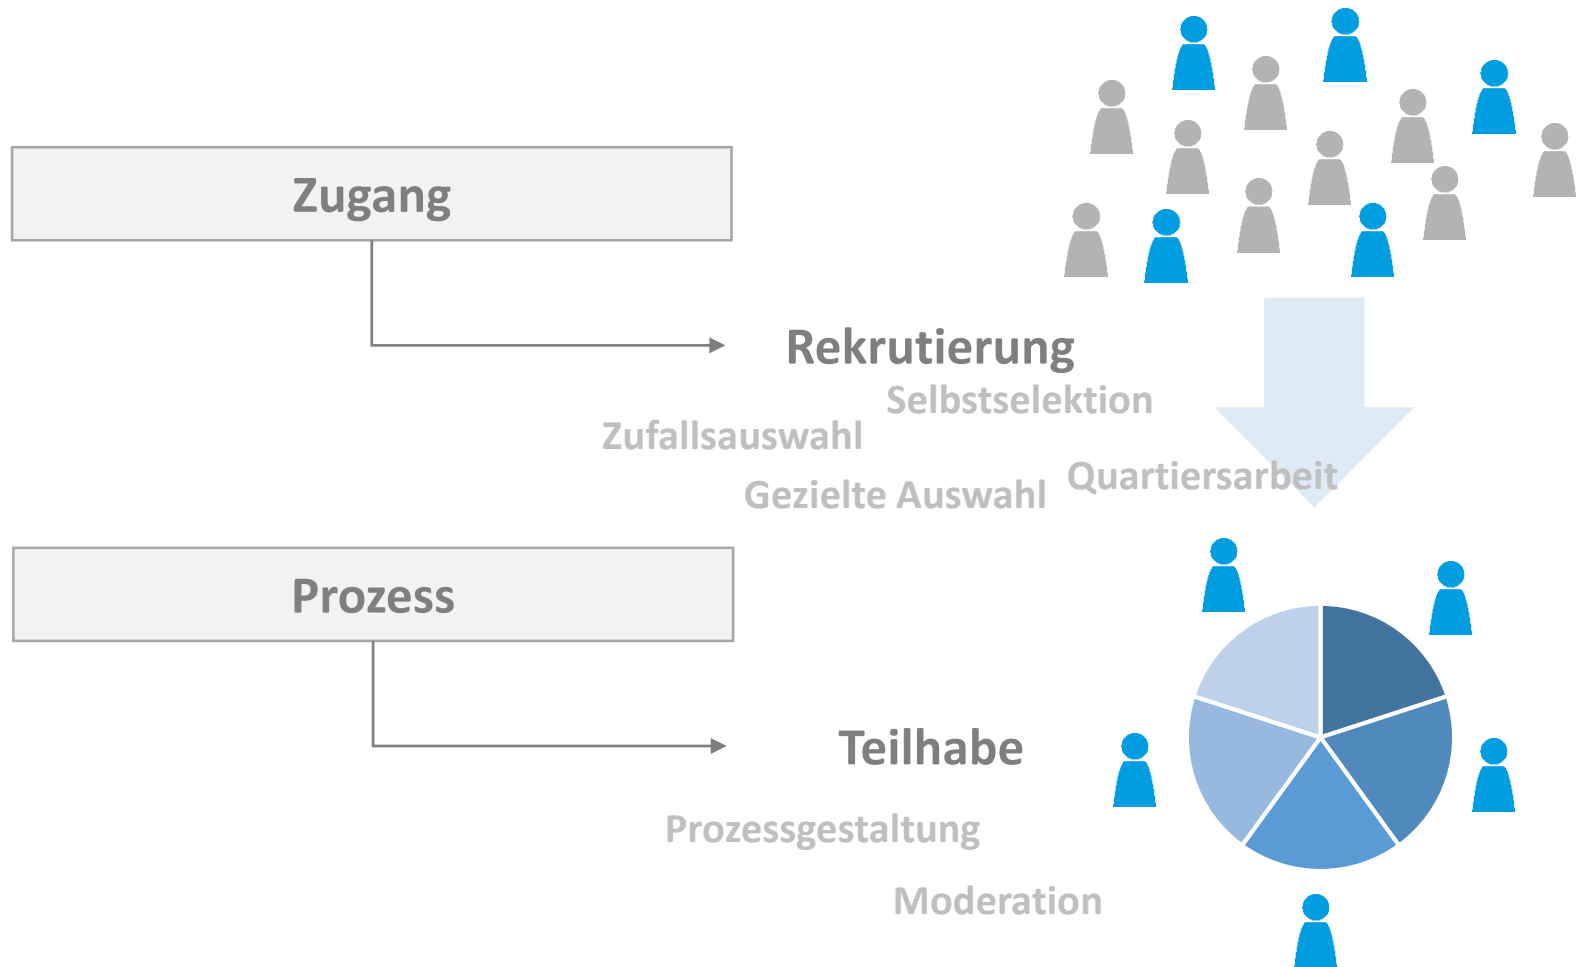 Zugang
Rekrutierung
Selbstselektion
Zufallsauswahl
Quartiersarbeit
Gezielte Auswahl
Prozess
Teilhabe
Prozessgestaltung
Moderation